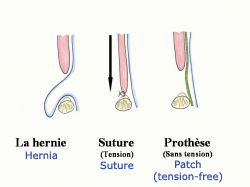 La hernie
Hernia
Suture
(Tension)
Suture
Prothèse
(Sans tension)
Patch
(tension-free)